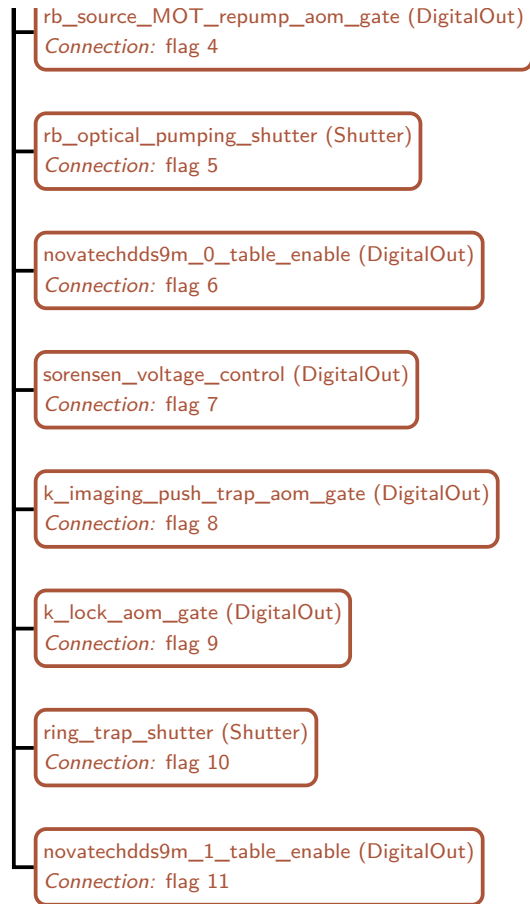 rb_source_MOT_repump_aom_gate (DigitalOut)
Connection: flag 4
rb_optical_pumping_shutter (Shutter)
Connection: flag 5
novatechdds9m_0_table_enable (DigitalOut)
Connection: flag 6
sorensen_voltage_control (DigitalOut)
Connection: flag 7
k_imaging_push_trap_aom_gate (DigitalOut)
Connection: flag 8
k_lock_aom_gate (DigitalOut)
Connection: flag 9
ring_trap_shutter (Shutter)
Connection: flag 10
novatechdds9m_1_table_enable (DigitalOut)
Connection: flag 11